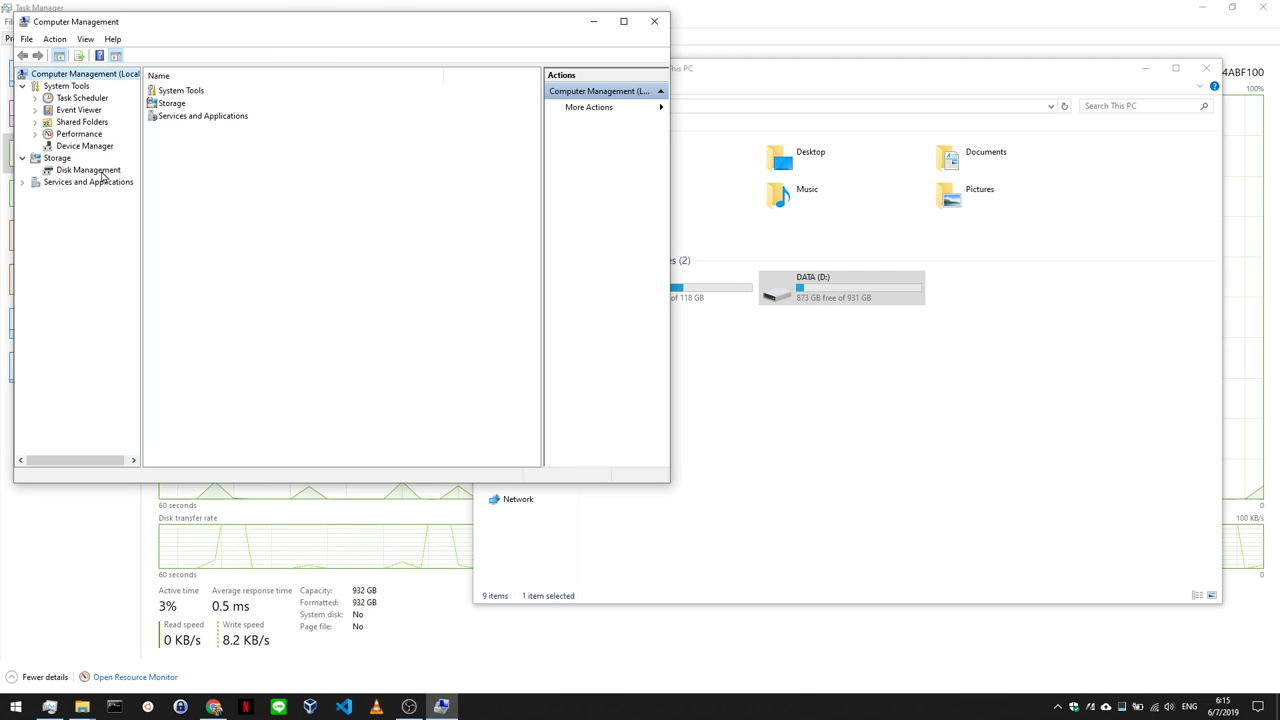 Task Manager
Computer Management
File Action View Help
Computer Management (Local
System Tools
Task Scheduler
Event Viewer
Shared Folders
Performance
Device Manager
Storage
Disk Management
Services and Applications
Name
System Tools
Storage
Services and Applications
Actions
Computer Management (L...
More Actions
his PC
4ABF100
100%
Search This PC
Desktop
Documents
Music
Pictures
es (2)
of 118 GB
DATA (D:)
873 GB free of 931 GB
Network
9 items 1 item selected
60 seconds
0
Disk transfer rate
100 KB/s
60 seconds
0
Active time
3%
Average response time
0.5 ms
Read speed
0 KB/s
Write speed
8.2 KB/s
Capacity: 932 GB
Formatted: 932 GB
System disk: No
Page file: No
Fewer details
Open Resource Monitor
ENG
6:15
6/7/2019